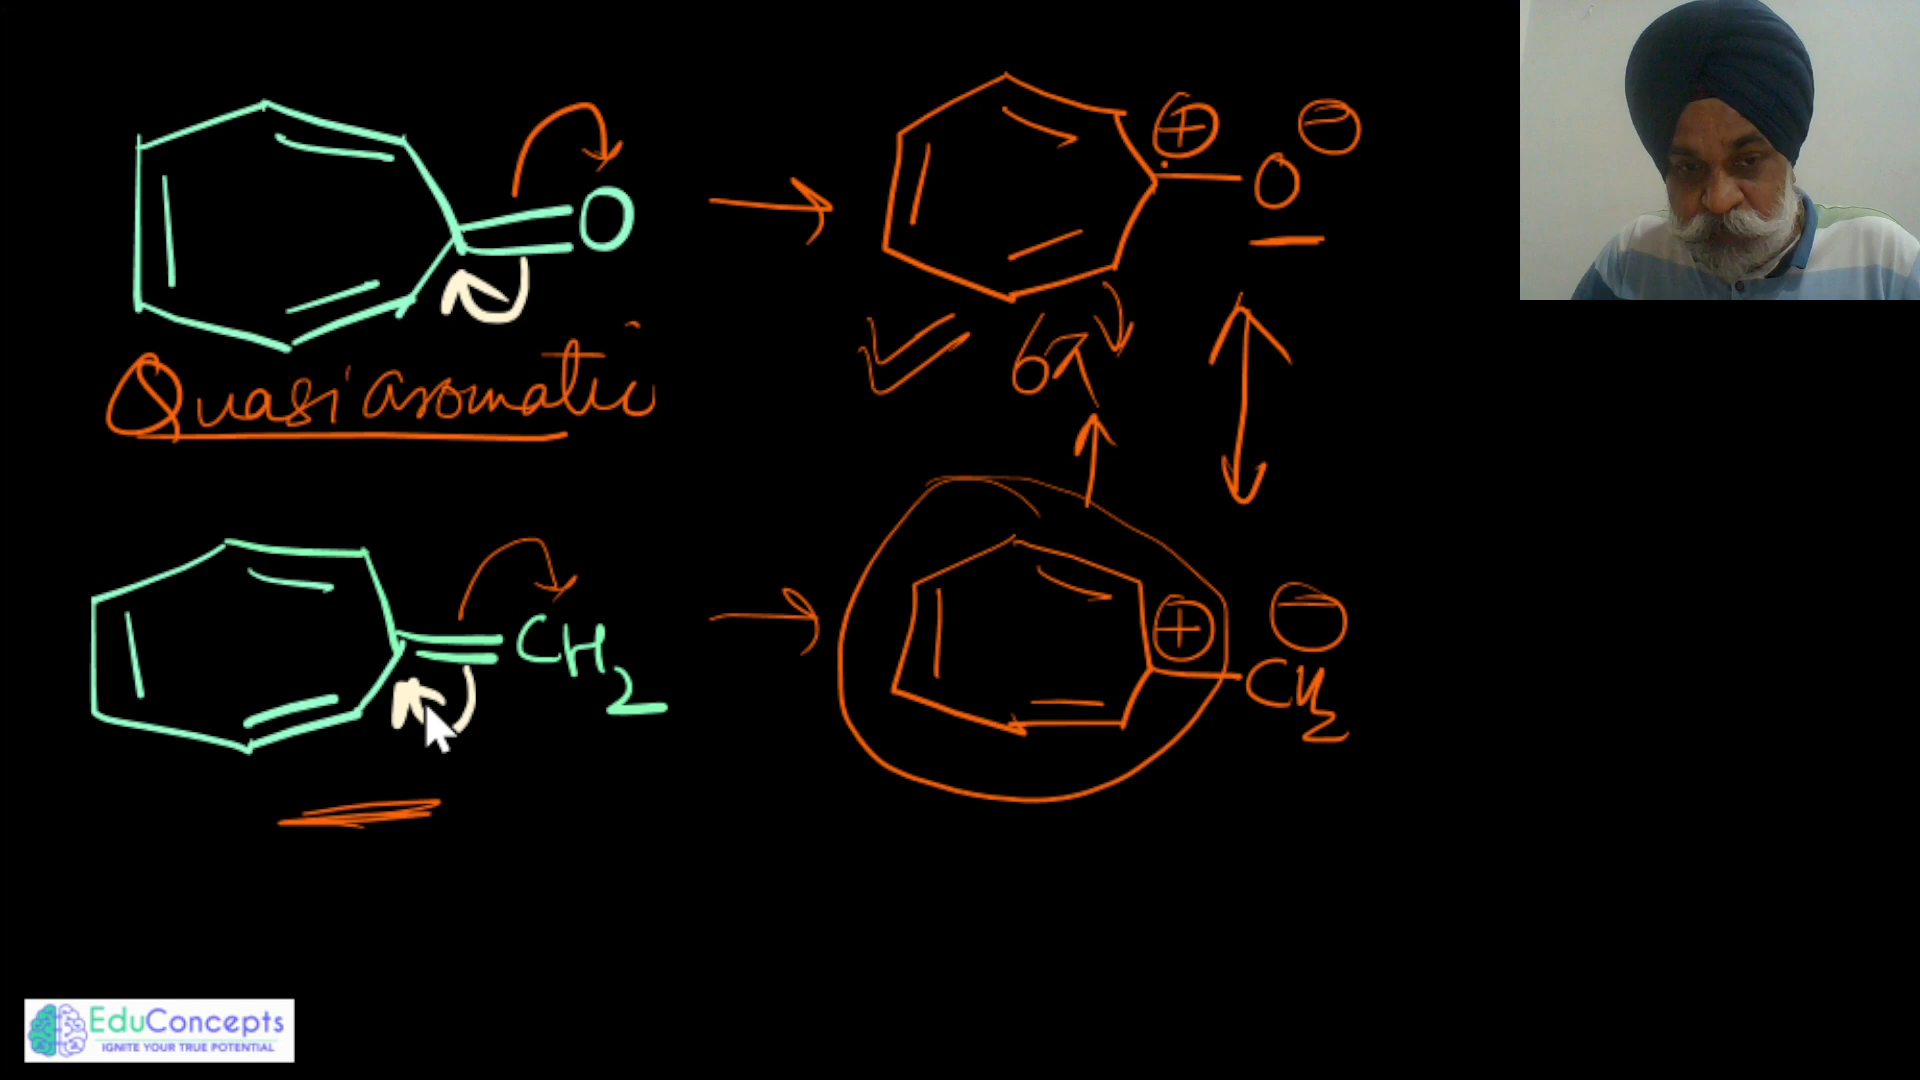 O
⊕
O
⊖
Quasi aromatic
6π
CH2
⊕
⊖
CH2
EduConcepts
IGNITE YOUR TRUE POTENTIAL